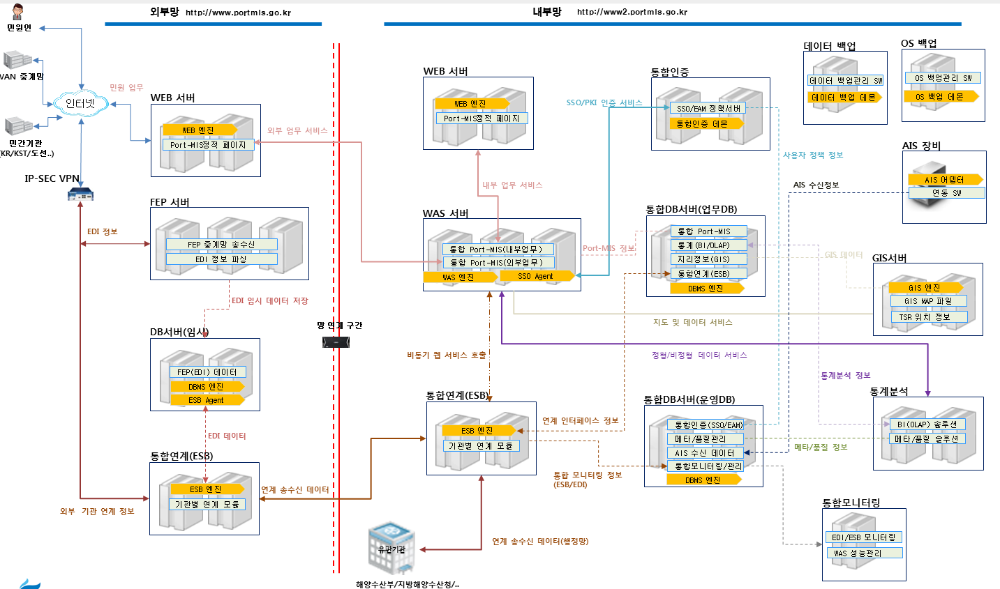 외부망 http://www.portmis.go.kr
내부망 http://www2.portmis.go.kr
민원인
VAN 중계망
인터넷
민간기관
(KR/KST/도선..)
IP-SEC VPN
민원 업무
WEB 서버
WEB 엔진
Port-MIS정적 페이지
외부 업무 서비스
FEP 서버
FEP 중계망 송수신
EDI 정보 파싱
EDI 정보
EDI 임시 데이터 저장
DB서버(임시)
FEP(EDI) 데이터
DBMS 엔진
ESB Agent
EDI 데이터
통합연계(ESB)
ESB 엔진
기관별 연계 모듈
외부 기관 연계 정보
연계 송수신 데이터
망 연계 구간
WEB 서버
WEB 엔진
Port-MIS정적 페이지
내부 업무 서비스
WAS 서버
통합 Port-MIS(내부업무)
통합 Port-MIS(외부업무)
WAS 엔진
SSO Agent
비동기 웹 서비스 호출
통합연계(ESB)
ESB 엔진
기관별 연계 모듈
유관기관
해양수산부/지방해양수산청/..
연계 송수신 데이터(행정망)
SSO/PKI 인증 서비스
통합인증
SSO/EAM 정책서버
통합인증 데몬
사용자 정책 정보
Port-MIS 정보
통합DB서버(업무DB)
통합 Port-MIS
통계(BI/OLAP)
지리정보(GIS)
통합연계(ESB)
DBMS 엔진
지도 및 데이터 서비스
정형/비정형 데이터 서비스
연계 인터페이스 정보
통합 모니터링 정보
(ESB/EDI)
통합DB서버(운영DB)
통합인증(SSO/EAM)
메타/품질관리
AIS 수신 데이터
통합모니터링/관리
DBMS 엔진
데이터 백업
데이터 백업관리 SW
데이터 백업 데몬
OS 백업
OS 백업관리 SW
OS 백업 데몬
AIS 장비
AIS 어댑터
연동 SW
AIS 수신정보
GIS 데이터
GIS서버
GIS 엔진
GIS MAP 파일
TSR 위치 정보
통계분석 정보
통계분석
BI(OLAP) 솔루션
메타/품질 솔루션
메타/품질 정보
통합모니터링
EDI/ESB 모니터링
WAS 성능관리